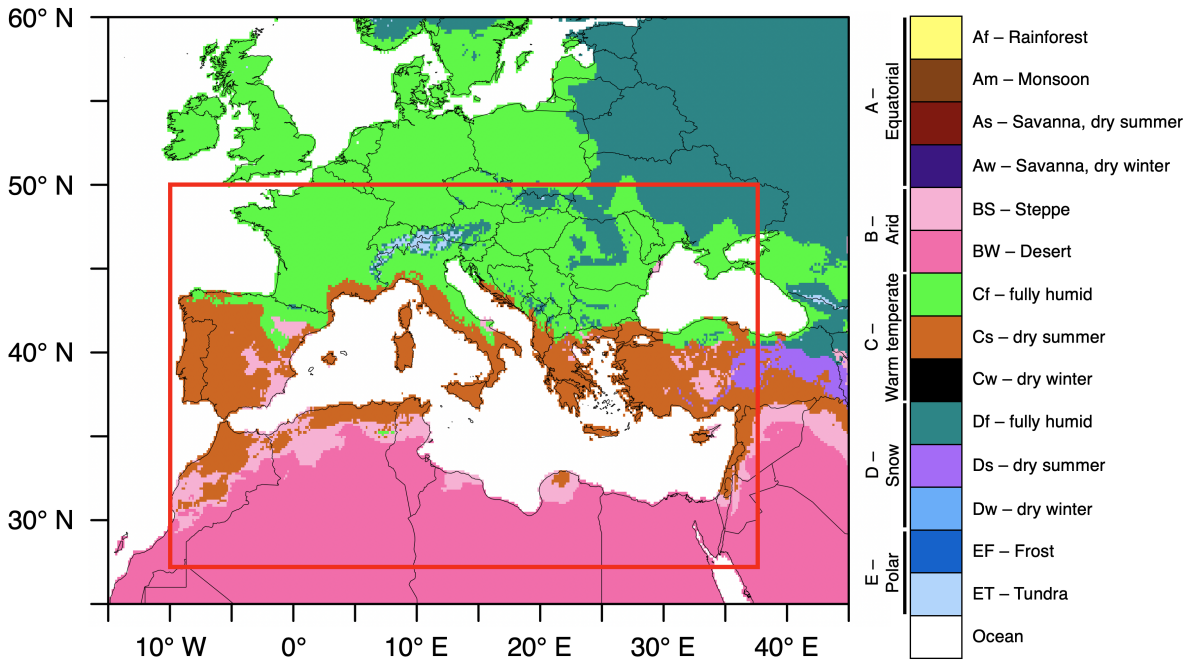 60° N
50° N
40° N
30° N
10° W
0°
10° E
20° E
30° E
40° E
A –
Equatorial
B –
Arid
C –
Warm temperate
D –
Snow
E –
Polar
Af – Rainforest
Am – Monsoon
As – Savanna, dry summer
Aw – Savanna, dry winter
BS – Steppe
BW – Desert
Cf – fully humid
Cs – dry summer
Cw – dry winter
Df – fully humid
Ds – dry summer
Dw – dry winter
EF – Frost
ET – Tundra
Ocean